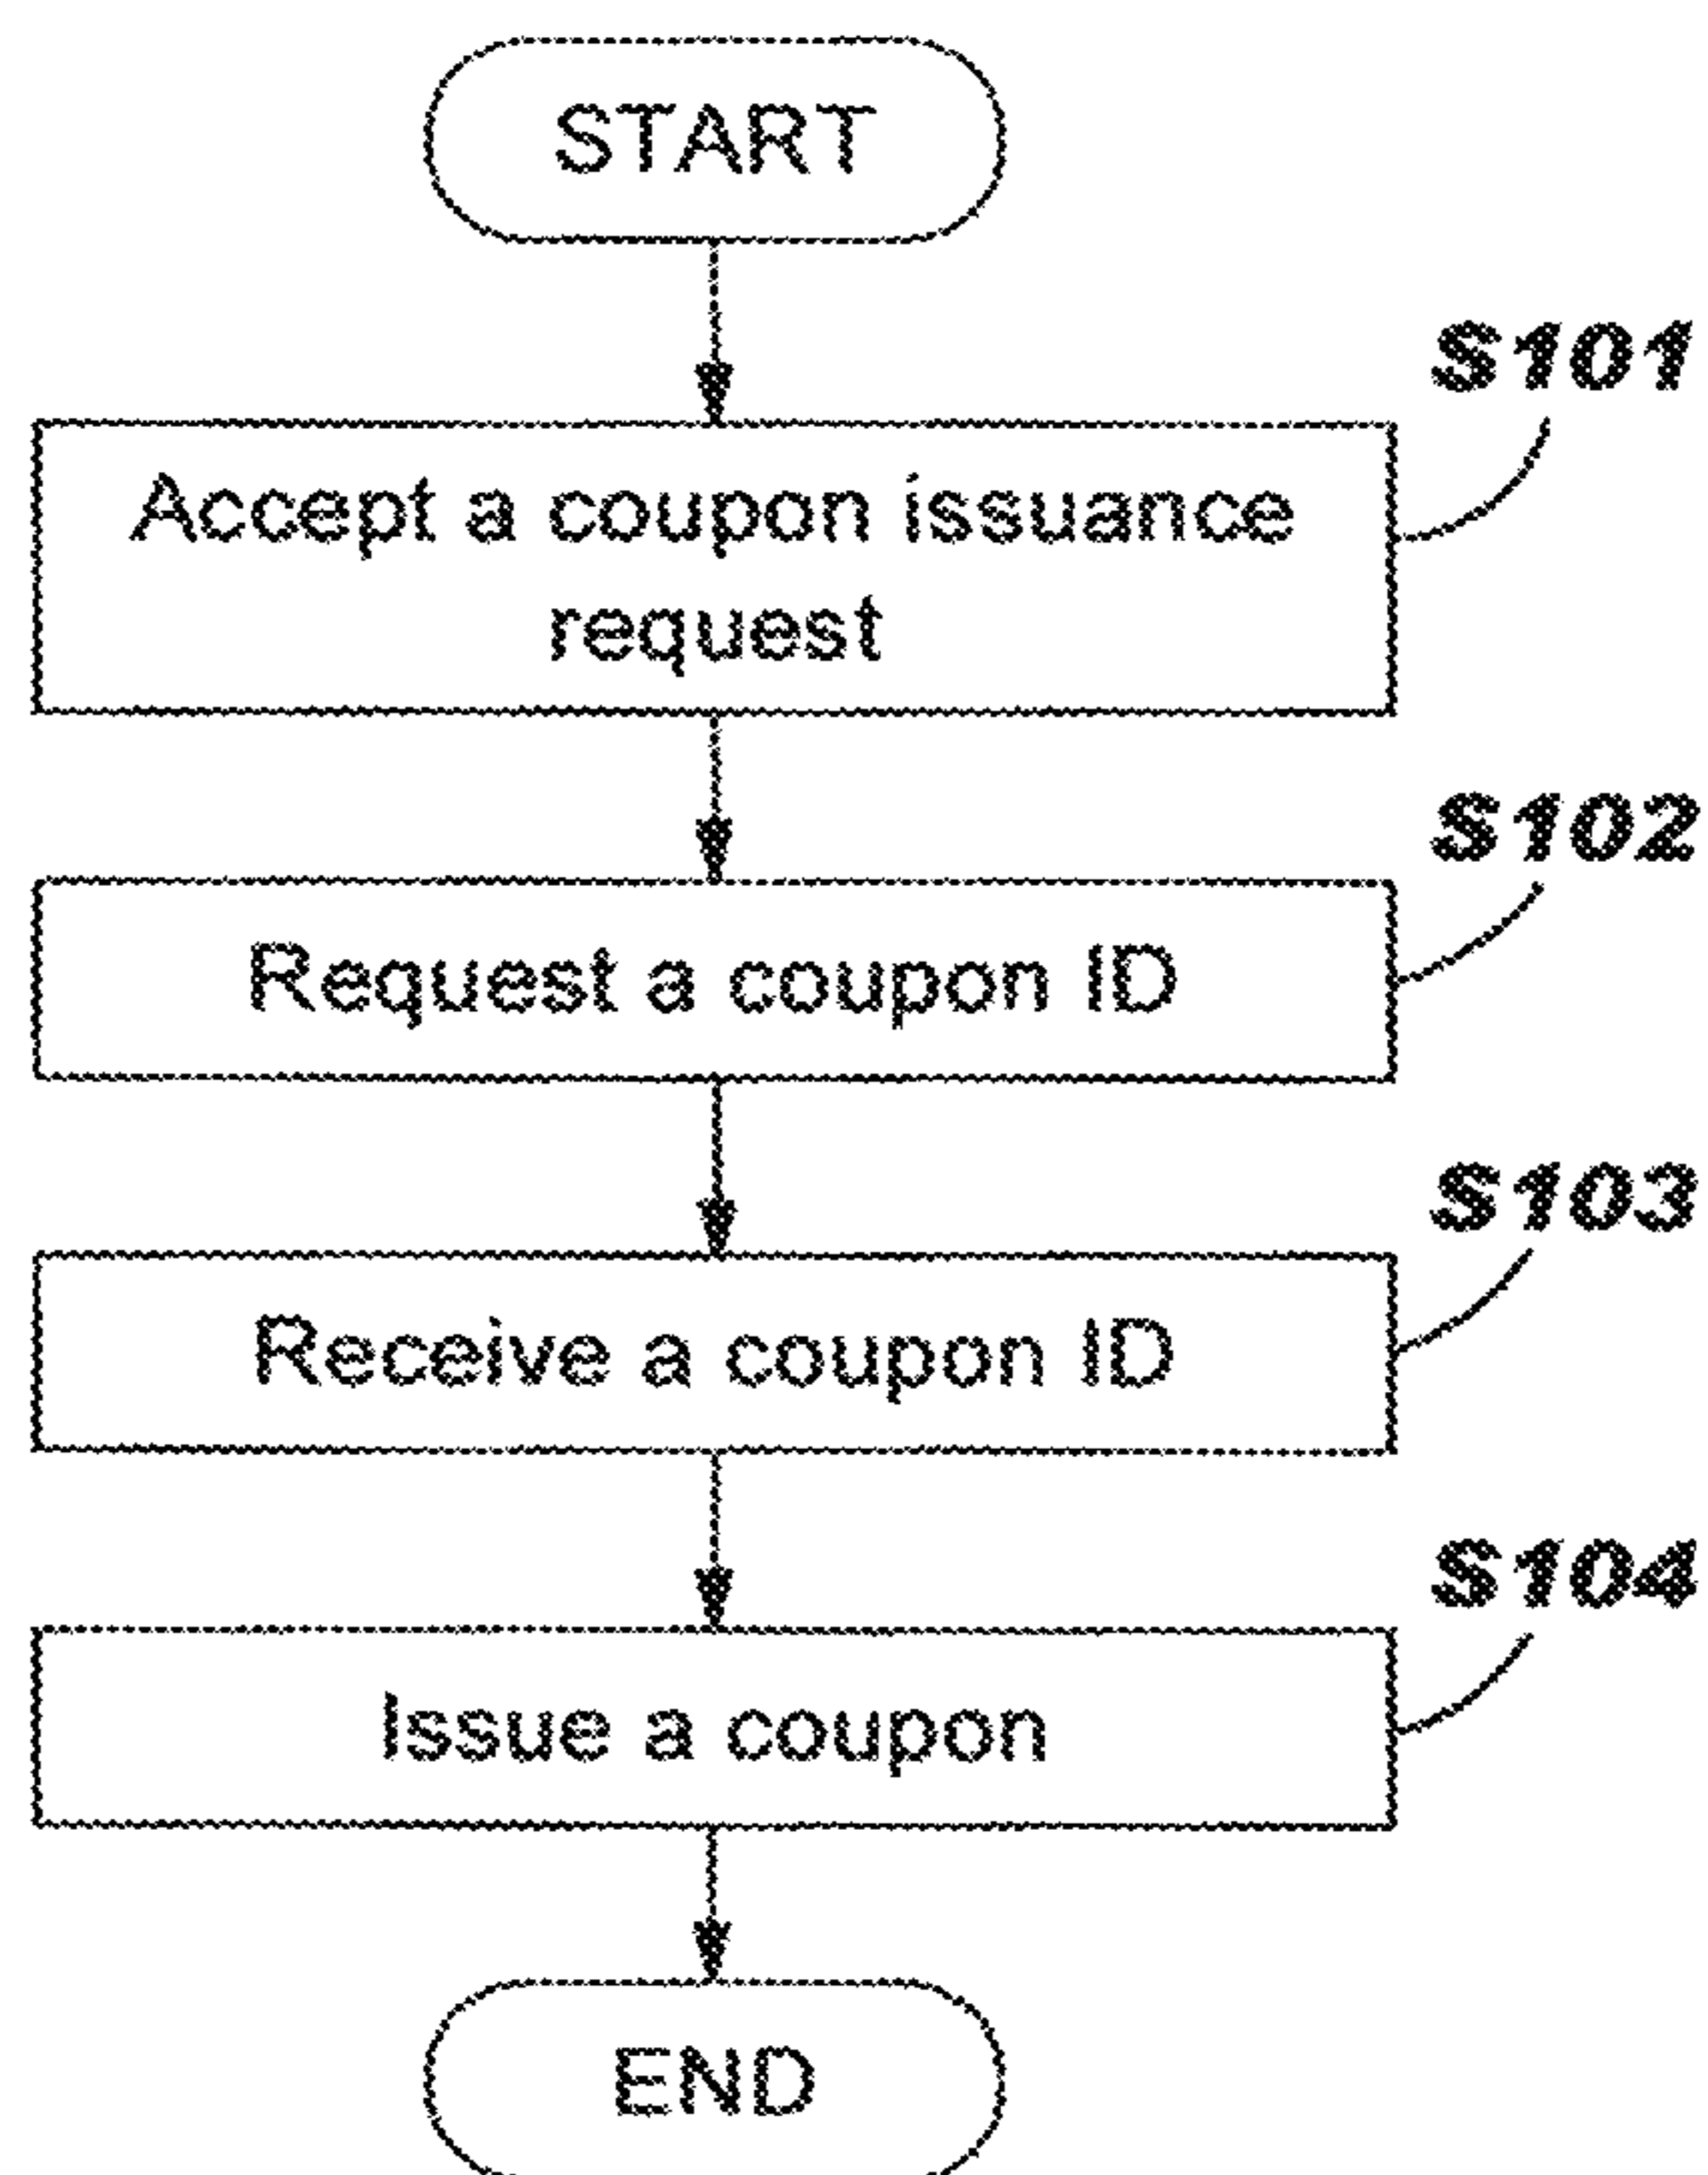 START
S101
Accept a coupon issuance
request
S102
Request a coupon ID
S103
Receive a coupon ID
S104
Issue a coupon
END